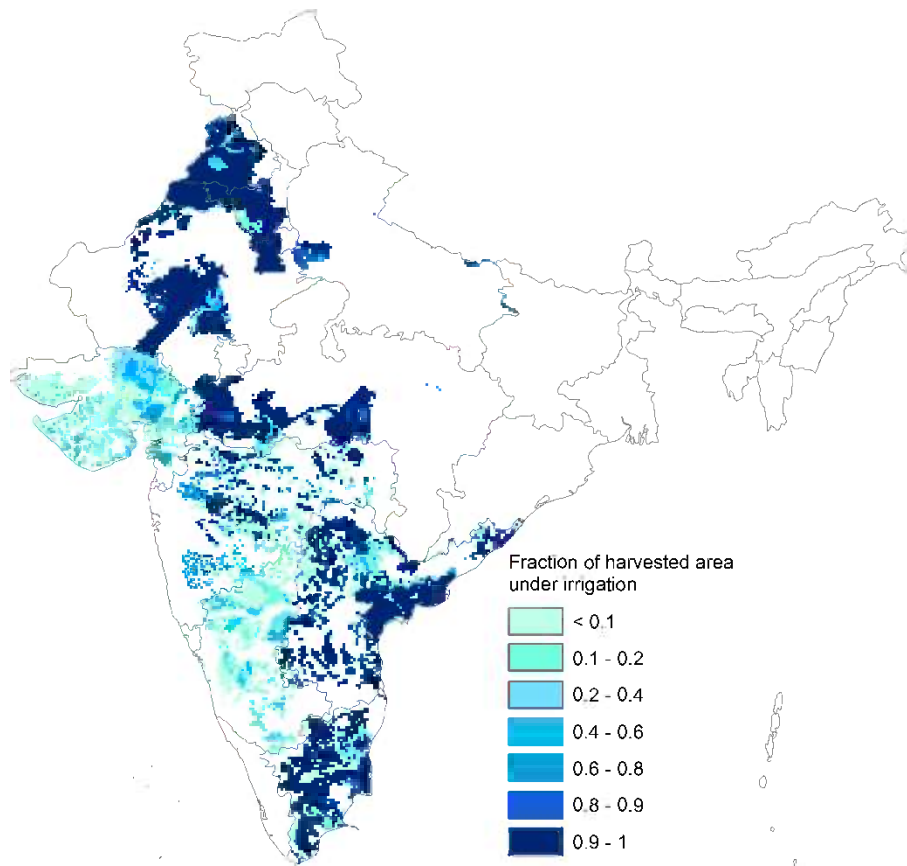 Fraction of harvested area
under irrigation
< 0.1
0.1 - 0.2
0.2 - 0.4
0.4 - 0.6
0.6 - 0.8
0.8 - 0.9
0.9 - 1